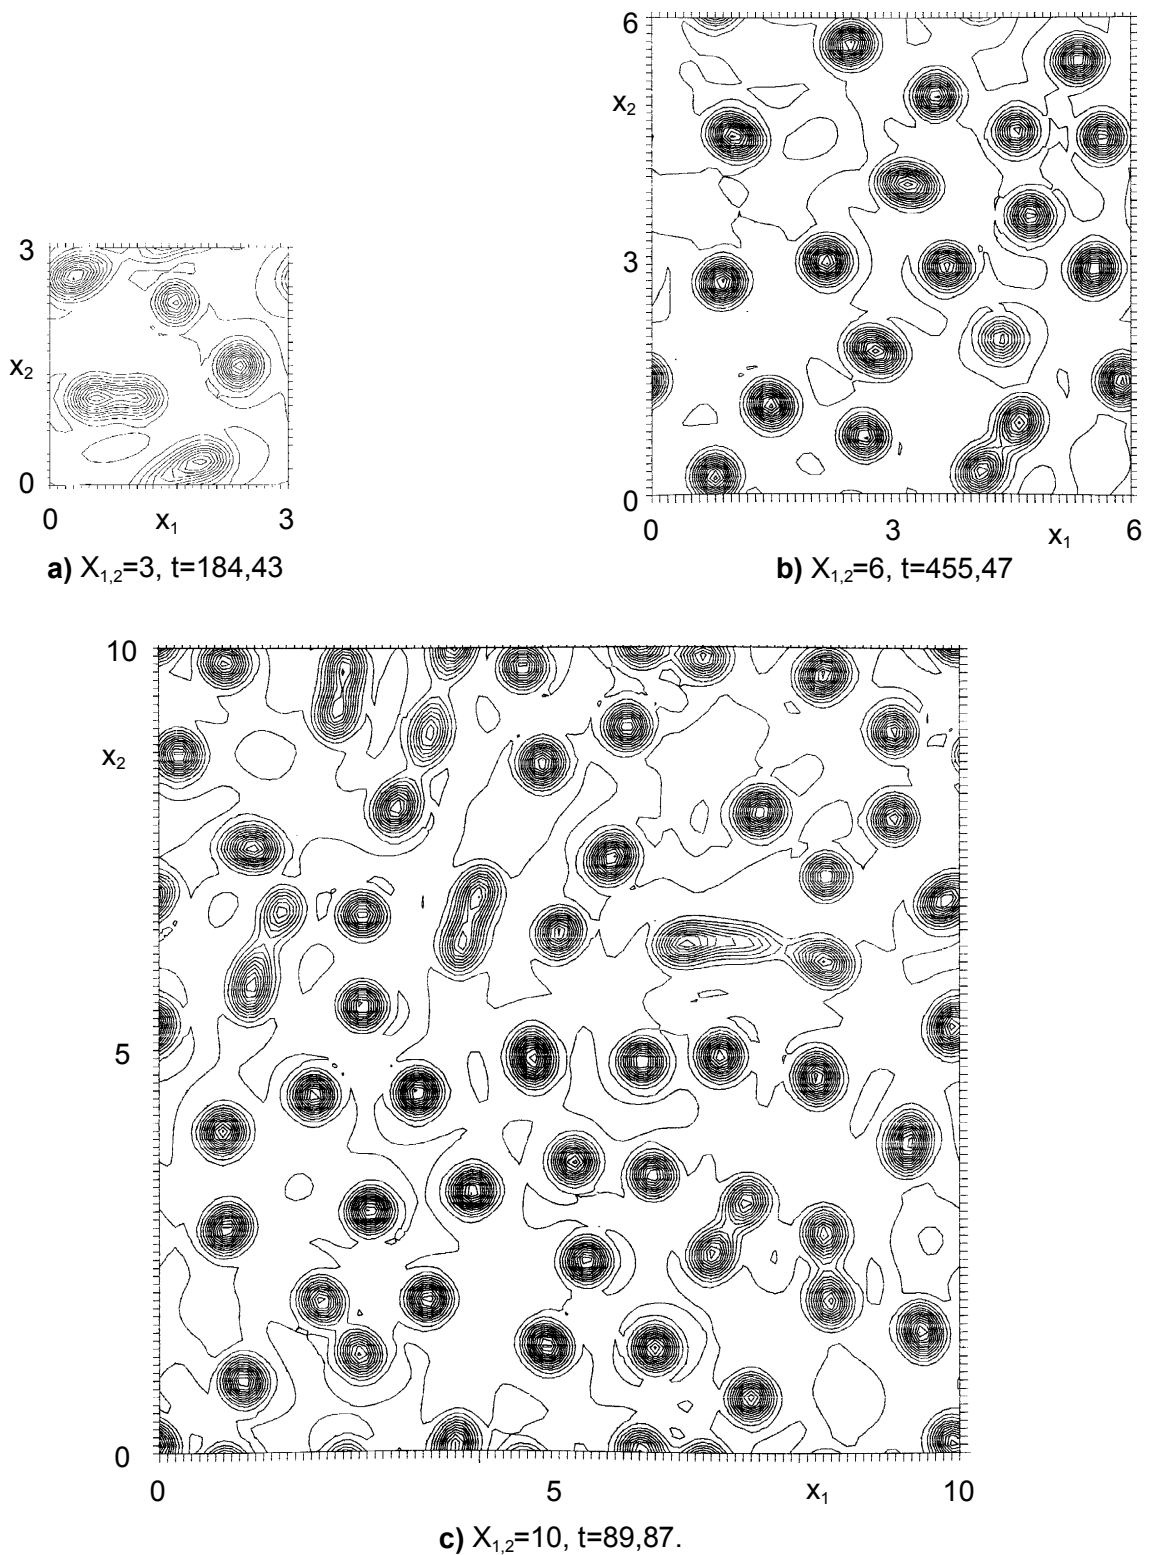 6
x₂
3
0
0 3 6
x₁
b) X₁,₂=6, t=455,47
3
x₂
0
0 x₁ 3
a) X₁,₂=3, t=184,43
10
x₂
5
0
0 5 x₁ 10
c) X₁,₂=10, t=89,87.